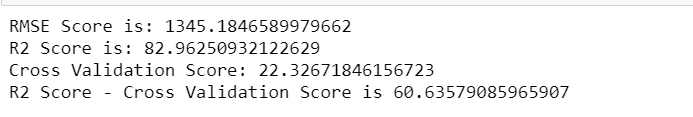 RMSE Score is: 1345.1846589979662
R2 Score is: 82.96250932122629
Cross Validation Score: 22.32671846156723
R2 Score - Cross Validation Score is 60.63579085965907